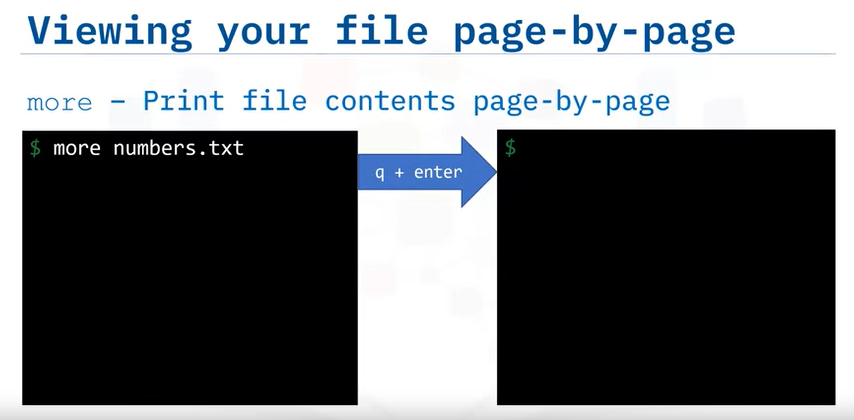 Viewing your file page-by-page
more – Print file contents page-by-page
$ more numbers.txt
q + enter
$